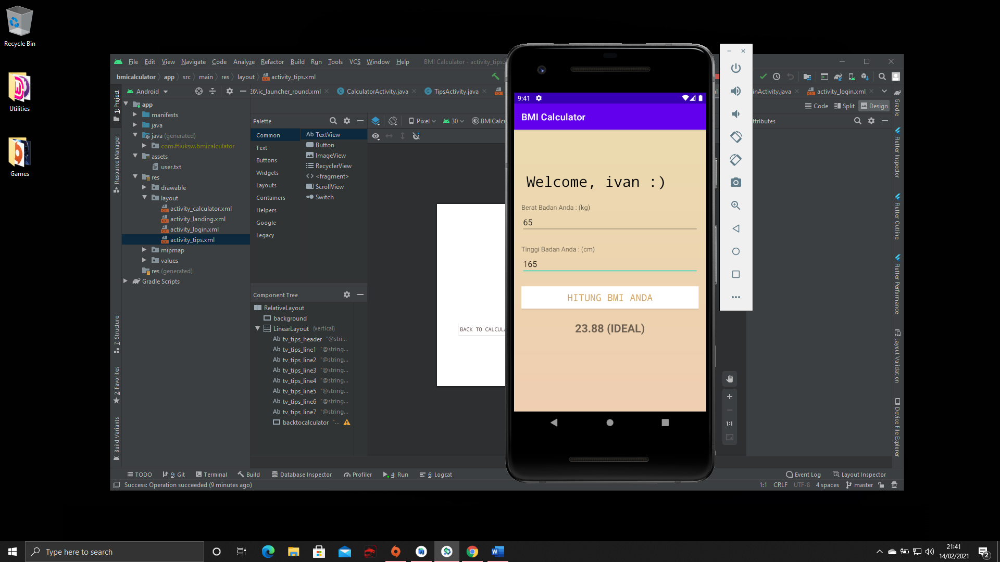 Recycle Bin
Utilities
Games
File Edit View Navigate Code Analyze Refactor Build Run Tools VCS Window Help BMI Calculator - activity_tips.
bmicalculator app src main res layout activity_tips.xml
1: Project
Resource Manager
7: Structure
2: Favorites
Build Variants
Android
app
manifests
java
java (generated)
com.ftiuksw.bmicalculator
assets
user.txt
res
drawable
layout
activity_calculator.xml
activity_landing.xml
activity_login.xml
activity_tips.xml
mipmap
values
res (generated)
Gradle Scripts
26\ic_launcher_round.xml CalculatorActivity.java TipsActivity.java inActivity.java activity_login.xml
Code Split Design
Palette
Common
Text
Buttons
Widgets
Layouts
Containers
Helpers
Google
Legacy
Ab TextView
Button
ImageView
RecyclerView
<fragment>
ScrollView
Switch
Pixel 30 BMICalcu
ttributes
Component Tree
RelativeLayout
background
LinearLayout (vertical)
Ab tv_tips_header "@stri...
Ab tv_tips_line1 "@string...
Ab tv_tips_line2 "@string...
Ab tv_tips_line3 "@string...
Ab tv_tips_line4 "@string...
Ab tv_tips_line5 "@string...
Ab tv_tips_line6 "@string...
Ab tv_tips_line7 "@string...
backtocalculator "...
BACK TO CALCULA
9:41
BMI Calculator
Welcome, ivan :)
Berat Badan Anda : (kg)
65
Tinggi Badan Anda : (cm)
165
HITUNG BMI ANDA
23.88 (IDEAL)
1:1
Gradle
Flutter Inspector
Flutter Outline
Flutter Performance
Layout Validation
Device File Explorer
TODO 9: Git Terminal Build Database Inspector Profiler 4: Run 6: Logcat Event Log Layout Inspector
Success: Operation succeeded (9 minutes ago) 1:1 CRLF UTF-8 4 spaces master
Type here to search
21:41
14/02/2021
2